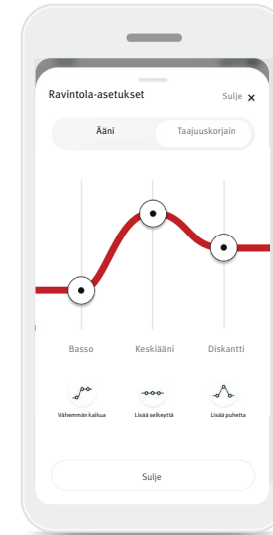 Ravintola-asetukset
Sulje x
Ääni
Taajuuskorjain
Basso
Keskiääni
Diskantti
Vähemmän kaikua
Lisää selkeyttä
Lisää puhetta
Sulje